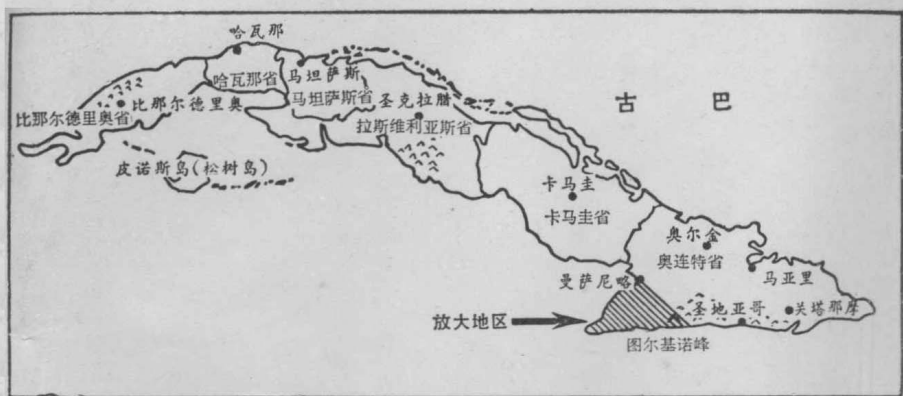 哈瓦那
马坦萨斯
哈瓦那省
马坦萨斯省
圣克拉腊
比那尔德里奥
比那尔德里奥省
拉斯维利亚斯省
古巴
皮诺斯岛(松树岛)
卡马圭
卡马圭省
奥尔金
奥连特省
曼萨尼略
马亚里
圣地亚哥
关塔那摩
放大地区
图尔基诺峰